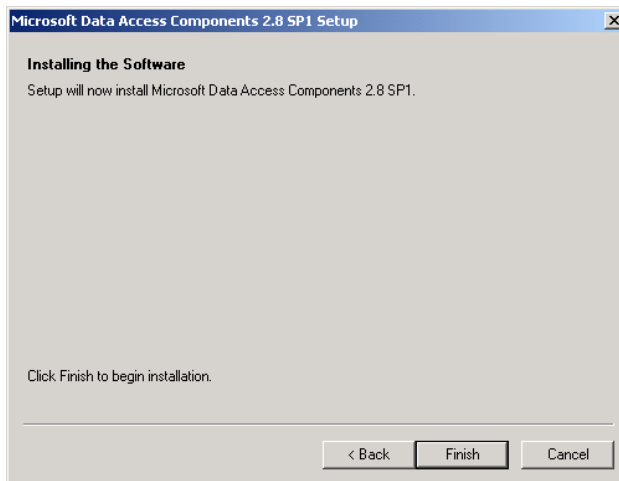 Microsoft Data Access Components 2.8 SP1 Setup
Installing the Software
Setup will now install Microsoft Data Access Components 2.8 SP1.
Click Finish to begin installation.
< Back Finish Cancel